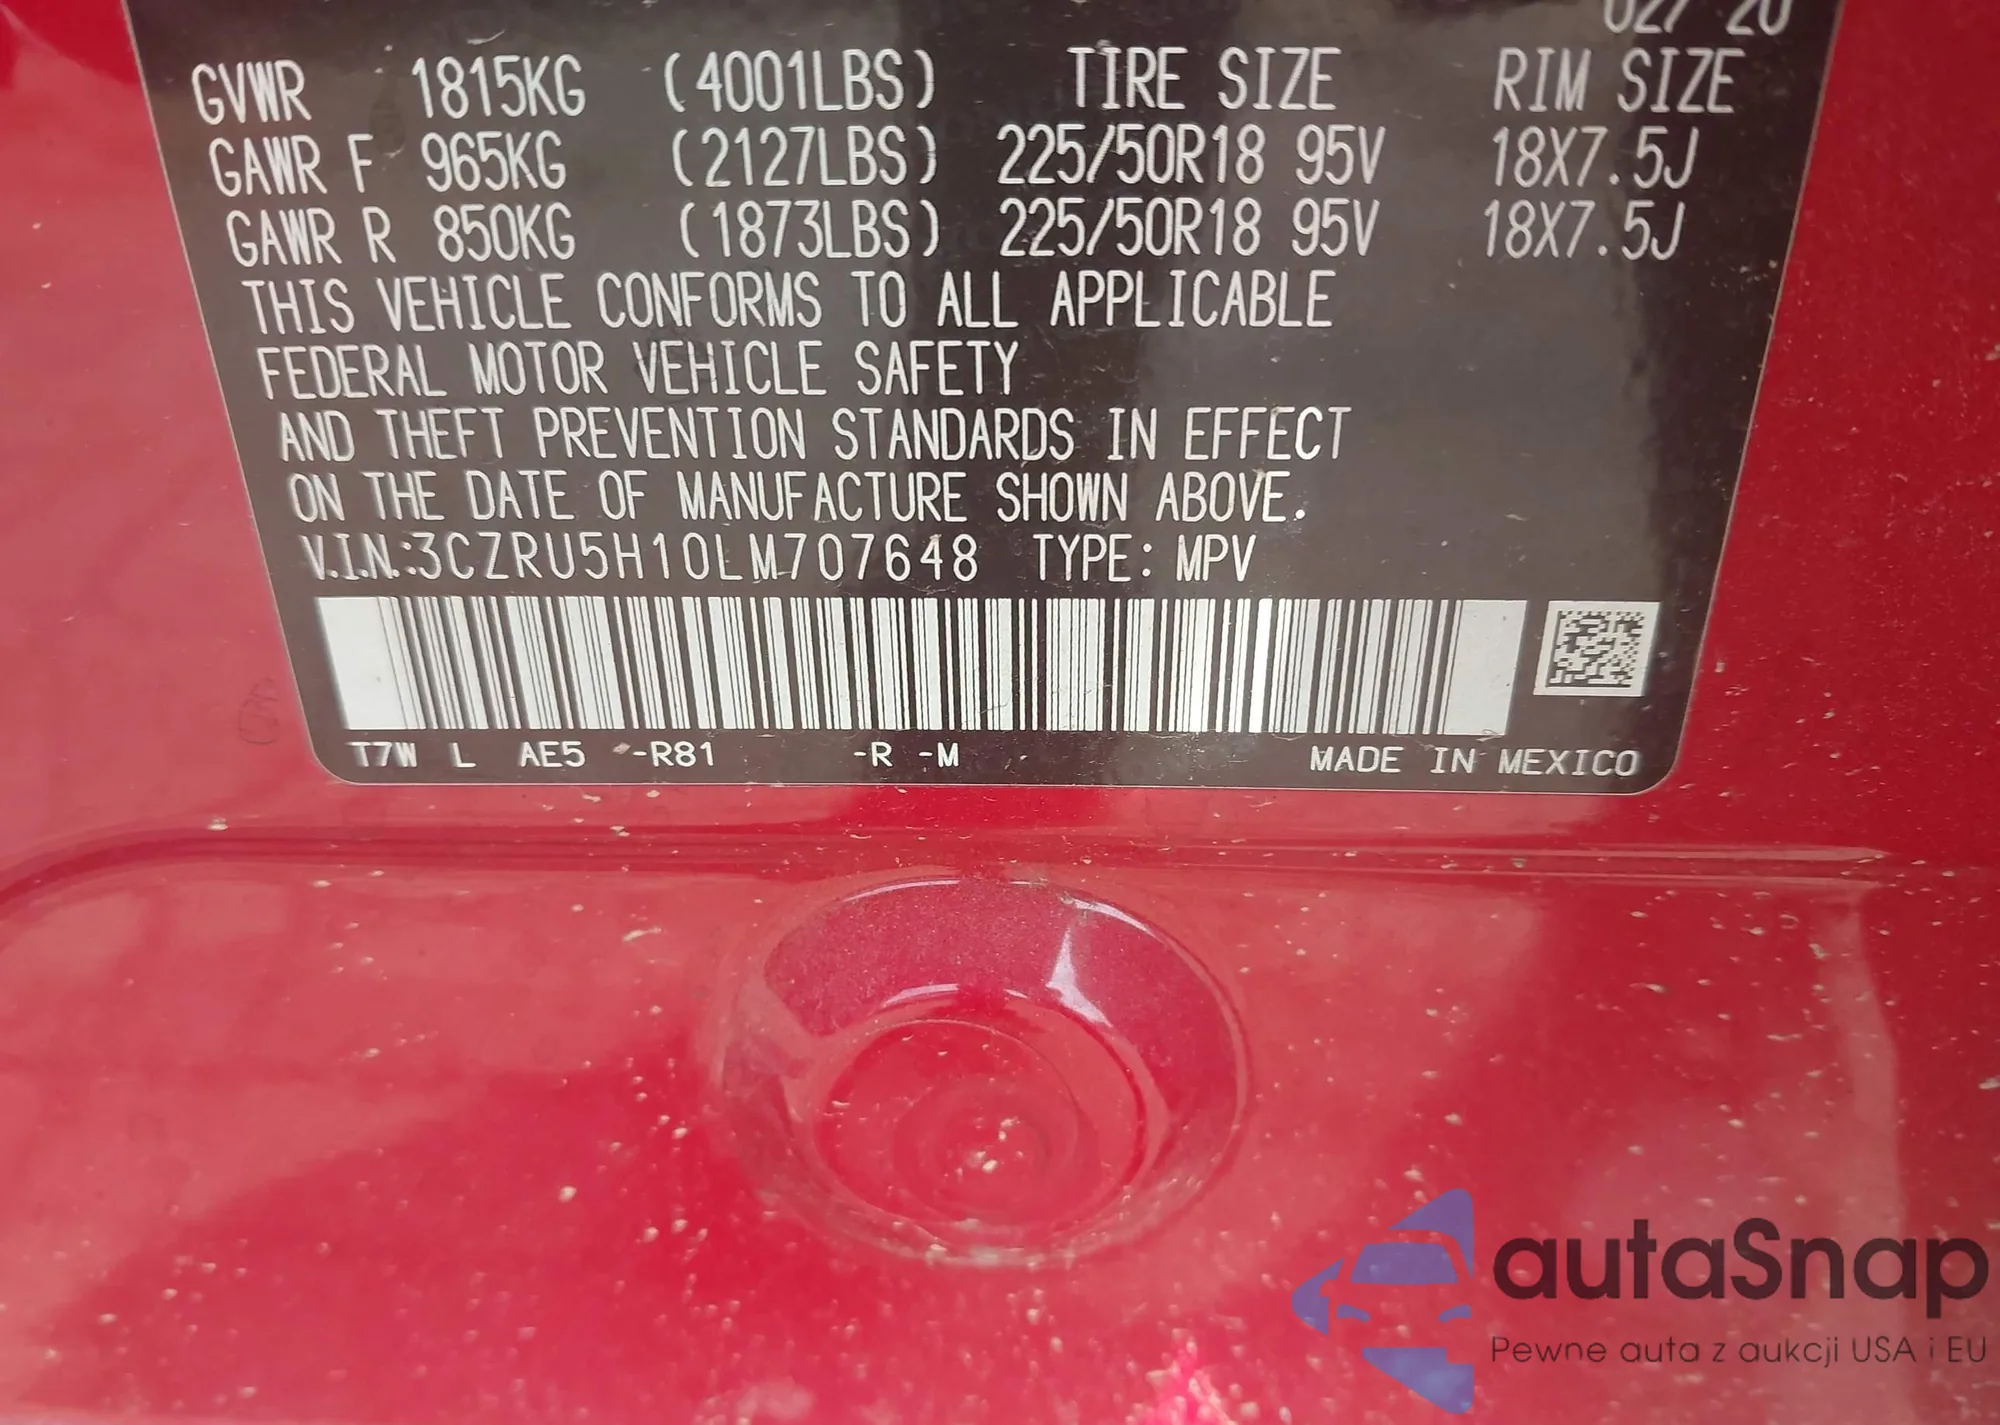 02/ 20
GVWR 1815KG (4001LBS) TIRE SIZE RIM SIZE
GAWR F 965KG (2127LBS) 225/50R18 95V 18X7.5J
GAWR R 850KG (1873LBS) 225/50R18 95V 18X7.5J
THIS VEHICLE CONFORMS TO ALL APPLICABLE
FEDERAL MOTOR VEHICLE SAFETY
AND THEFT PREVENTION STANDARDS IN EFFECT
ON THE DATE OF MANUFACTURE SHOWN ABOVE.
V.I.N.:3CZRU5H10LM707648 TYPE: MPV
T7W L AE5 -R81 -R -M MADE IN MEXICO
autaSnap
Pewne auta z aukcji USA i EU